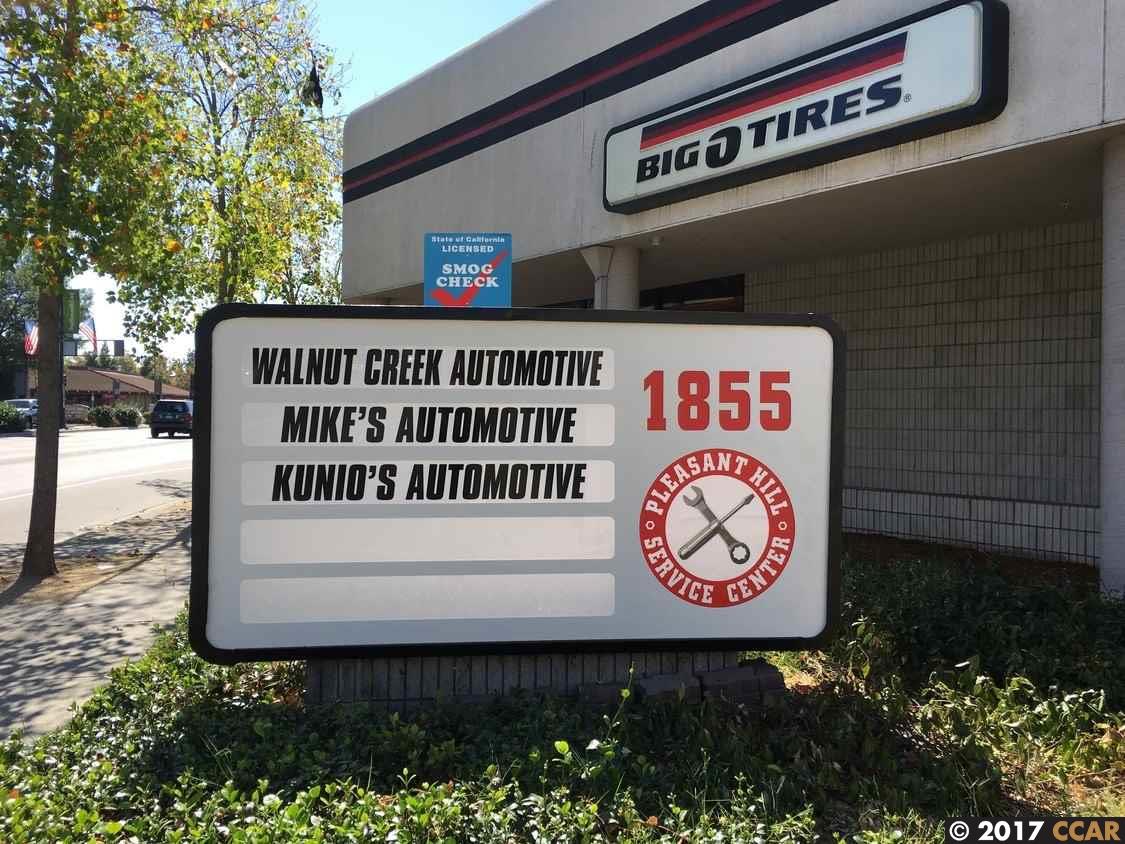 BIG O TIRES®
State of California
LICENSED
SMOG
CHECK
WALNUT CREEK AUTOMOTIVE
MIKE'S AUTOMOTIVE
KUNIO'S AUTOMOTIVE
1855
PLEASANT HILL
SERVICE CENTER
© 2017 CCAR